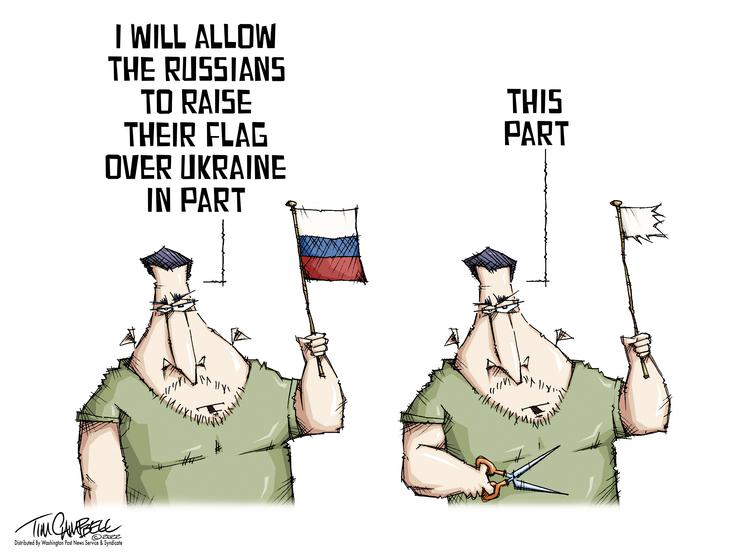 I WILL ALLOW
THE RUSSIANS
TO RAISE
THEIR FLAG
OVER UKRAINE
IN PART
THIS
PART
TIM CAMPBELL
©2022
Distributed By Washington Post News Service & Syndicate